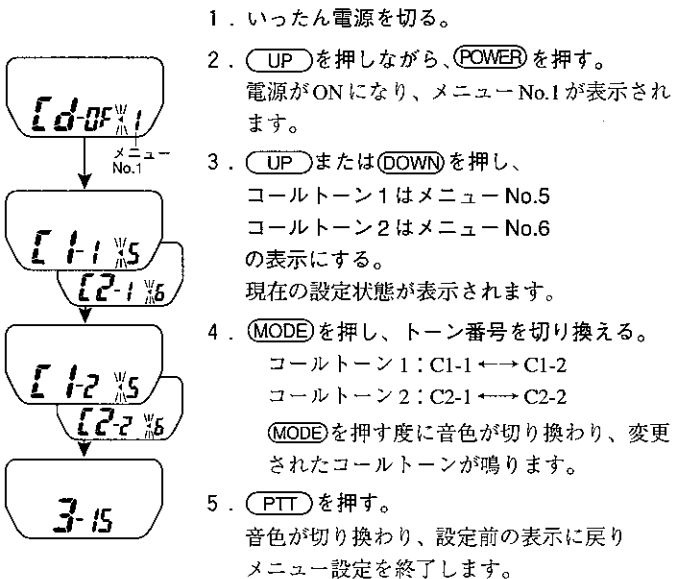 1．いったん電源を切る。
2．UPを押しながら、POWERを押す。
電源がONになり、メニューNo.1が表示され
ます。
3．UPまたはDOWNを押し、
コールトーン1はメニューNo.5
コールトーン2はメニューNo.6
の表示にする。
現在の設定状態が表示されます。
4．MODEを押し、トーン番号を切り換える。
コールトーン1：C1-1←→C1-2
コールトーン2：C2-1←→C2-2
MODEを押す度に音色が切り換わり、変更
されたコールトーンが鳴ります。
5．PTTを押す。
音色が切り換わり、設定前の表示に戻り
メニュー設定を終了します。
Cd-OF 1
メニュー
No.1
C1-1 5
C2-1 6
C1-2 5
C2-2 6
3-15